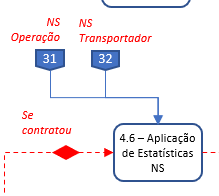 NS
Operação
NS
Transportador
31
32
Se
contratou
4.6 – Aplicação
de Estatísticas
NS